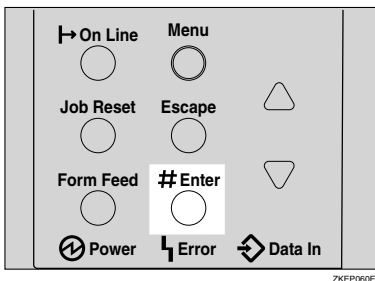 On Line Menu
Job Reset Escape
Form Feed # Enter
Power Error Data In
ZKEP060E